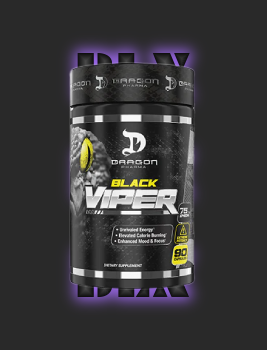 DRAGON
PHARMA
BLACK
VIPER
• Unrivaled Energy*
• Elevated Calorie Burning*
• Enhanced Mood & Focus*
90
DIETARY SUPPLEMENT